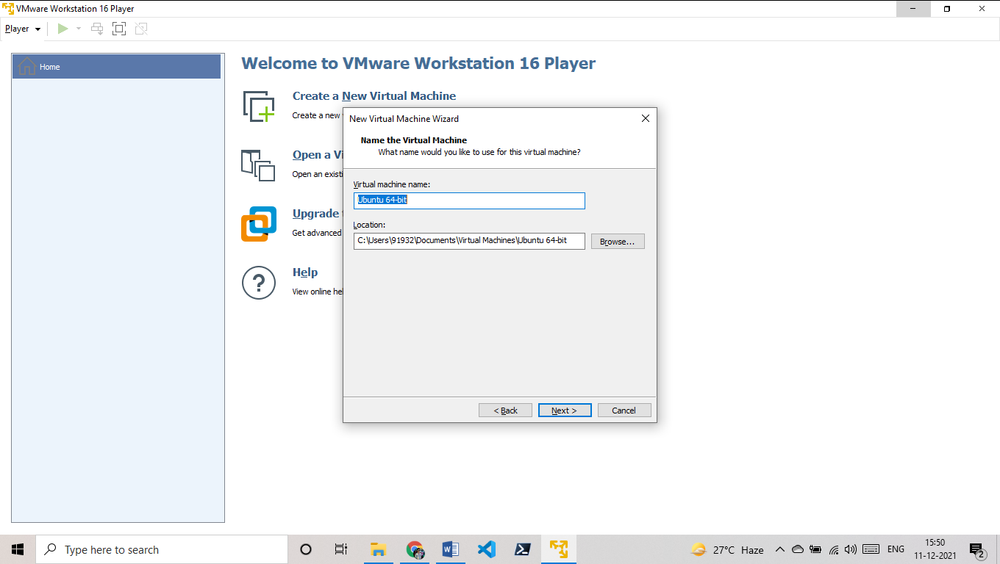 VMware Workstation 16 Player
Player
Home
Welcome to VMware Workstation 16 Player
Create a New Virtual Machine
Create a new
New Virtual Machine Wizard
Name the Virtual Machine
What name would you like to use for this virtual machine?
Open a Vi
Open an existi
Virtual machine name:
Ubuntu 64-bit
Upgrade
Get advanced
Location:
C:\Users\91932\Documents\Virtual Machines\Ubuntu 64-bit
Browse...
Help
View online hel
< Back
Next >
Cancel
Type here to search
27°C Haze
ENG
15:50
11-12-2021
2